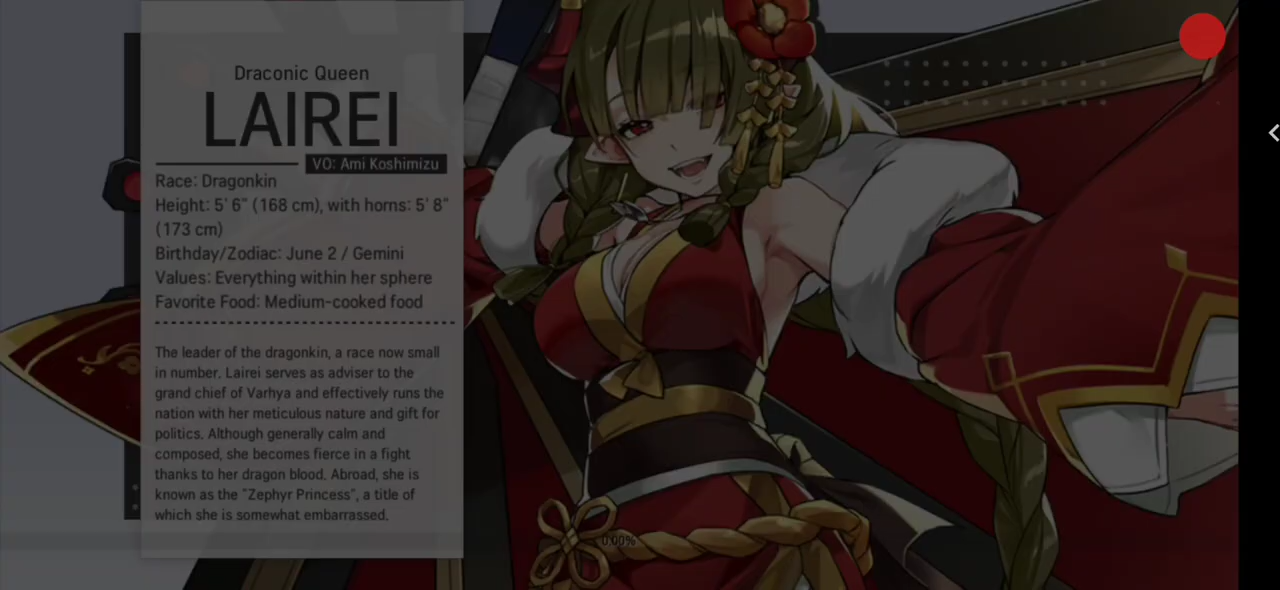 Draconic Queen
LAIREI
VO: Ami Koshimizu
Race: Dragonkin
Height: 5' 6" (168 cm), with horns: 5' 8"
(173 cm)
Birthday/Zodiac: June 2 / Gemini
Values: Everything within her sphere
Favorite Food: Medium-cooked food
The leader of the dragonkin, a race now small
in number. Lairei serves as adviser to the
grand chief of Varhya and effectively runs the
nation with her meticulous nature and gift for
politics. Although generally calm and
composed, she becomes fierce in a fight
thanks to her dragon blood. Abroad, she is
known as the "Zephyr Princess", a title of
which she is somewhat embarrassed.
0.00%